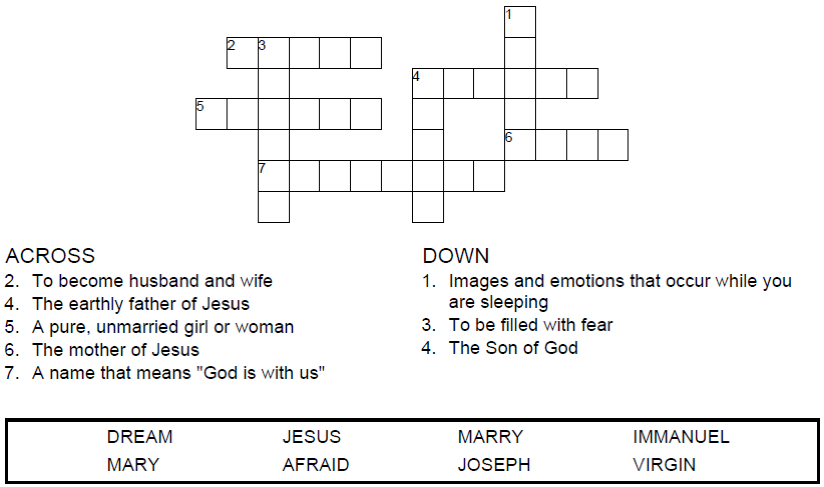 1
2 3
4
5
6
7
ACROSS
2. To become husband and wife
4. The earthly father of Jesus
5. A pure, unmarried girl or woman
6. The mother of Jesus
7. A name that means "God is with us"
DOWN
1. Images and emotions that occur while you
are sleeping
3. To be filled with fear
4. The Son of God
DREAM JESUS MARRY IMMANUEL
MARY AFRAID JOSEPH VIRGIN